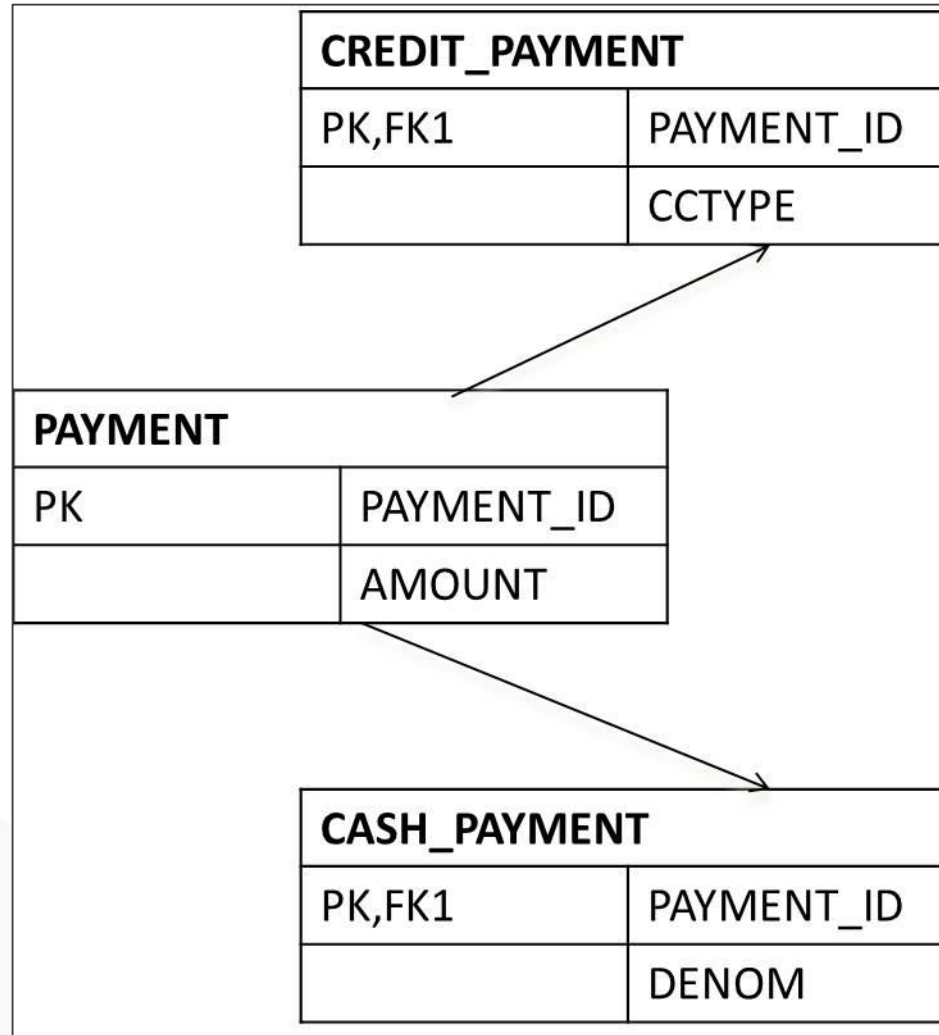 CREDIT_PAYMENT
PK,FK1 PAYMENT_ID
CCTYPE
PAYMENT
PK PAYMENT_ID
AMOUNT
CASH_PAYMENT
PK,FK1 PAYMENT_ID
DENOM